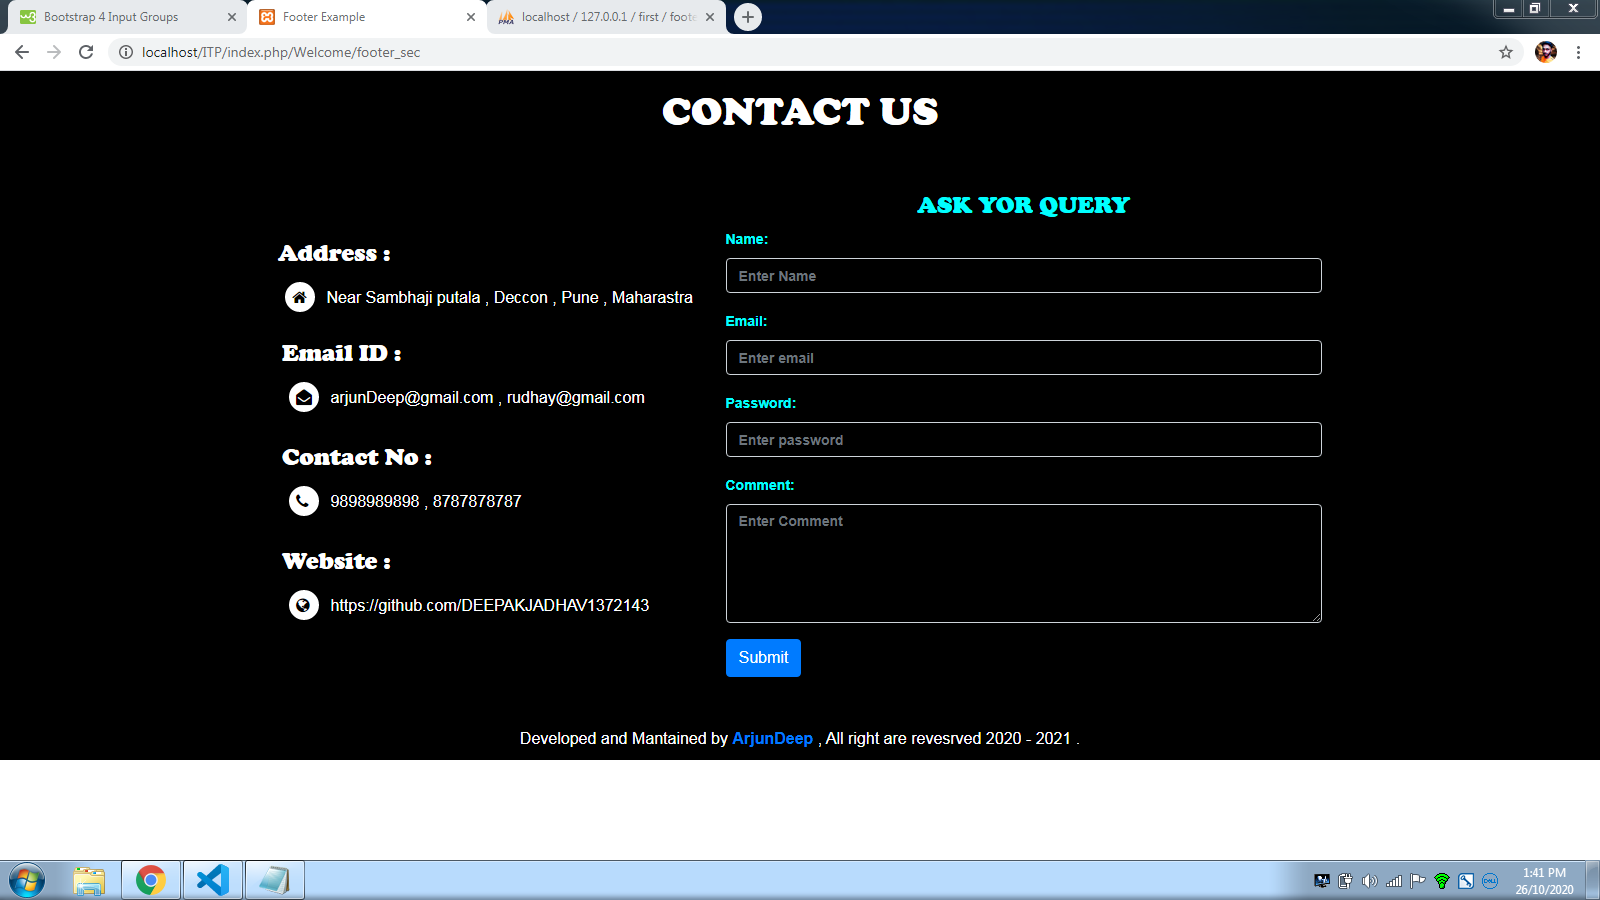 Bootstrap 4 Input Groups
Footer Example
localhost / 127.0.0.1 / first / foote
localhost/ITP/index.php/Welcome/footer_sec
CONTACT US
ASK YOR QUERY
Address :
Near Sambhaji putala , Deccon , Pune , Maharastra
Email ID :
arjunDeep@gmail.com , rudhay@gmail.com
Contact No :
9898989898 , 8787878787
Website :
https://github.com/DEEPAKJADHAV1372143
Name:
Enter Name
Email:
Enter email
Password:
Enter password
Comment:
Enter Comment
Submit
Developed and Mantained by ArjunDeep , All right are revesrved 2020 - 2021 .
1:41 PM
26/10/2020